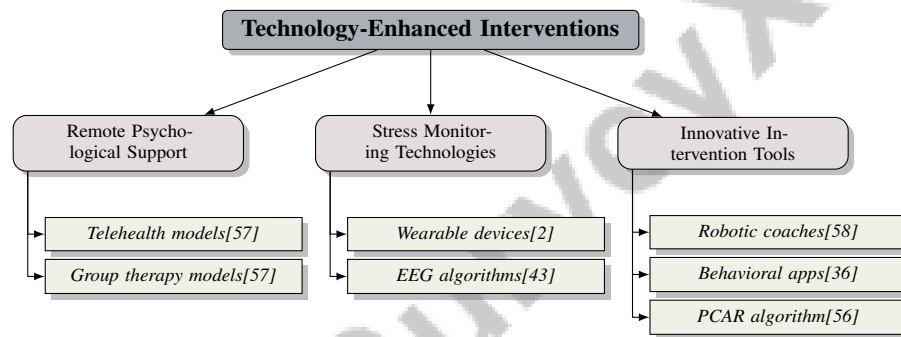 Technology-Enhanced Interventions
Remote Psycho-
logical Support
Stress Monitor-
ing Technologies
Innovative In-
tervention Tools
Telehealth models[57]
Group therapy models[57]
Wearable devices[2]
EEG algorithms[43]
Robotic coaches[58]
Behavioral apps[36]
PCAR algorithm[56]